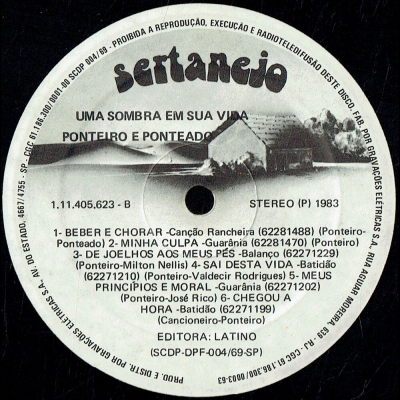 - PROIBIDA A REPRODUÇÃO, EXECUÇÃO E RADIOTELEDIFUSÃO DESTE DISCO. FAB. POR GRAVAÇÕES ELÉTRICAS S.A. RUA AGUIAR MOREIRA, 639 - RJ - CGC 61.186.300/0003-63
sertanejo
UMA SOMBRA EM SUA VIDA
PONTEIRO E PONTEADO
1.11.405.623 - B
STEREO (P) 1983
1- BEBER E CHORAR -Canção Rancheira (62281488) (Ponteiro-
Ponteado) 2- MINHA CULPA -Guarânia (62281470) (Ponteiro)
3- DE JOELHOS AOS MEUS PÉS -Balanço (62271229)
(Ponteiro-Milton Nellis) 4- SAI DESTA VIDA -Batidão
(62271210) (Ponteiro-Valdecir Rodrigues) 5- MEUS
PRINCÍPIOS E MORAL -Guarânia (62271202)
(Ponteiro-José Rico) 6- CHEGOU A
HORA -Batidão (62271199)
(Cancioneiro-Ponteiro)
EDITORA: LATINO
(SCDP-DPF-004/69-SP)
PROD. E DISTR. POR GRAVAÇÕES ELÉTRICAS S.A. AV. DO ESTADO, 4667/4755 - SP - CGC 61.186.300/0001-00 SCDP 004/69